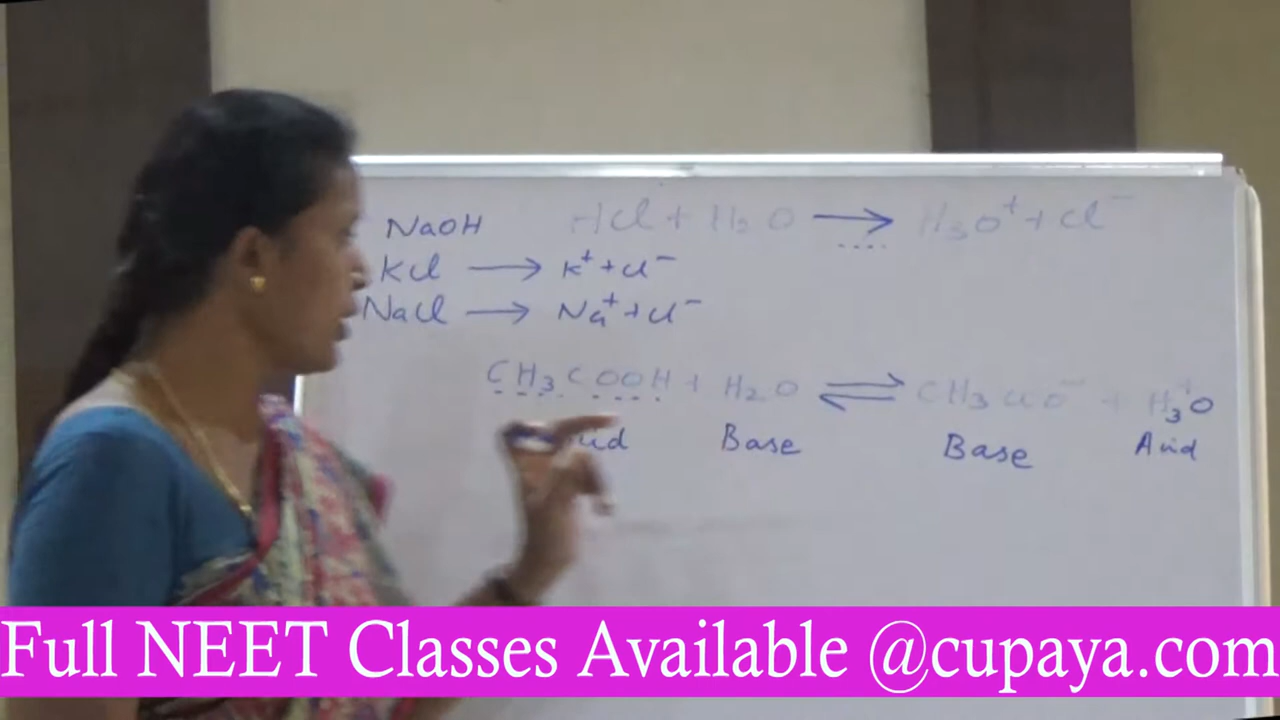 NaOH HCl + H₂O → H₃O⁺ + Cl⁻
KCl → K⁺ + Cl⁻
NaCl → Na⁺ + Cl⁻
CH₃COOH + H₂O ⇌ CH₃COO⁻ + H₃O⁺
Base Base Acid
Full NEET Classes Available @cupaya.com